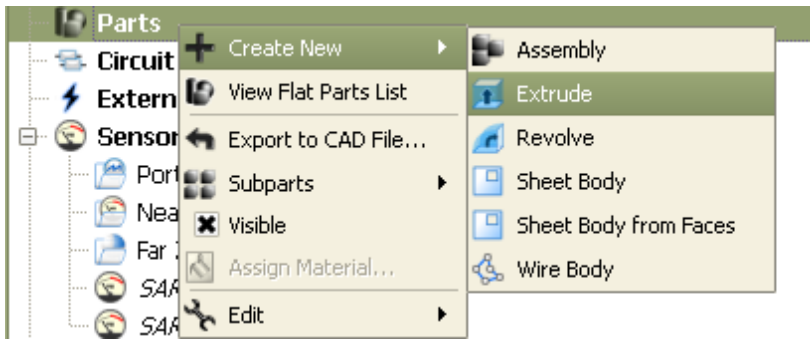 Parts
Circuit
Extern
Sensor
Port
Nea
Far
SAR
SAR
Create New
View Flat Parts List
Export to CAD File...
Subparts
Visible
Assign Material...
Edit
Assembly
Extrude
Revolve
Sheet Body
Sheet Body from Faces
Wire Body